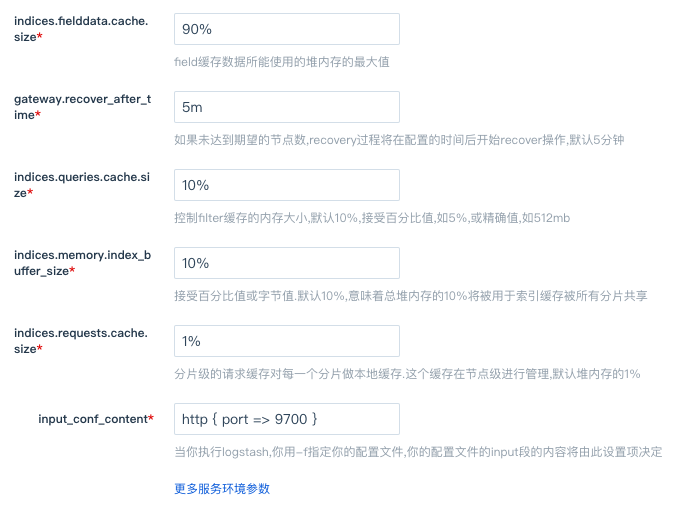 indices.fielddata.cache.
size*
90%
field缓存数据所能使用的堆内存的最大值
gateway.recover_after_t
ime*
5m
如果未达到期望的节点数,recovery过程将在配置的时间后开始recover操作,默认5分钟
indices.queries.cache.si
ze*
10%
控制filter缓存的内存大小,默认10%,接受百分比值,如5%,或精确值,如512mb
indices.memory.index_b
uffer_size*
10%
接受百分比值或字节值.默认10%,意味着总堆内存的10%将被用于索引缓存被所有分片共享
indices.requests.cache.
size*
1%
分片级的请求缓存对每一个分片做本地缓存.这个缓存在节点级进行管理,默认堆内存的1%
input_conf_content*
http { port => 9700 }
当你执行logstash,你用-f指定你的配置文件,你的配置文件的input段的内容将由此设置项决定
更多服务环境参数